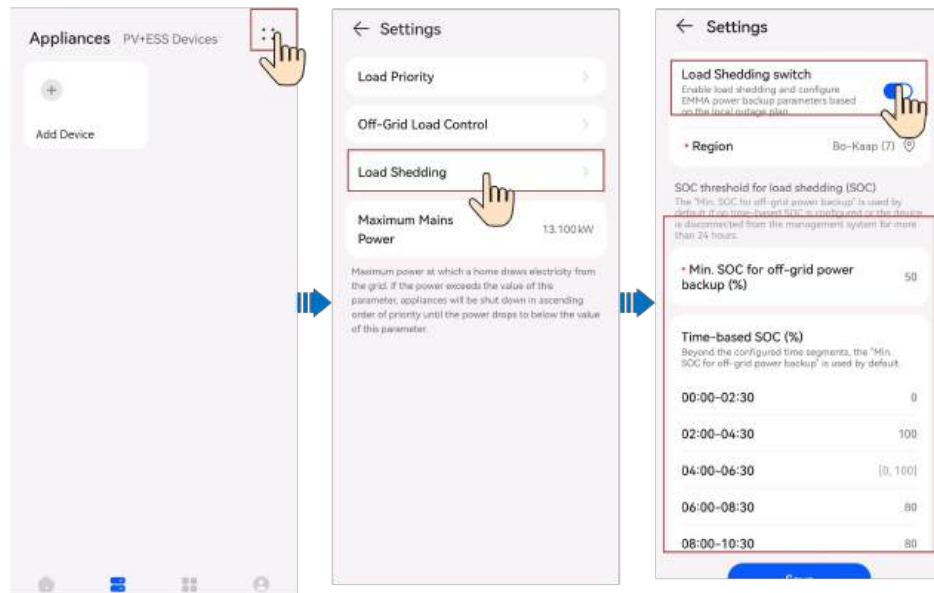 Appliances PV+ESS Devices
Add Device
Settings
Load Priority
Off-Grid Load Control
Load Shedding
Maximum Mains
Power
13.100 kW
Maximum power at which a home draws electricity from
the grid. If the power exceeds the value of this
parameter, appliances will be shut down in ascending
order of priority until the power drops to below the value
of this parameter.
Settings
Load Shedding switch
Enable load shedding and configure
EMMA power backup parameters based
on the local outage plan
* Region Bo-Kaap (7)
SOC threshold for load shedding (SOC)
The "Min. SOC for off-grid power backup" is used by
default if no time-based SOC is configured or the device
is disconnected from the management system for more
than 24 hours.
* Min. SOC for off-grid power
backup (%)
50
Time-based SOC (%)
Beyond the configured time segments, the "Min.
SOC for off-grid power backup" is used by default.
00:00-02:30 0
02:00-04:30 100
04:00-06:30 [0, 100]
06:00-08:30 80
08:00-10:30 80